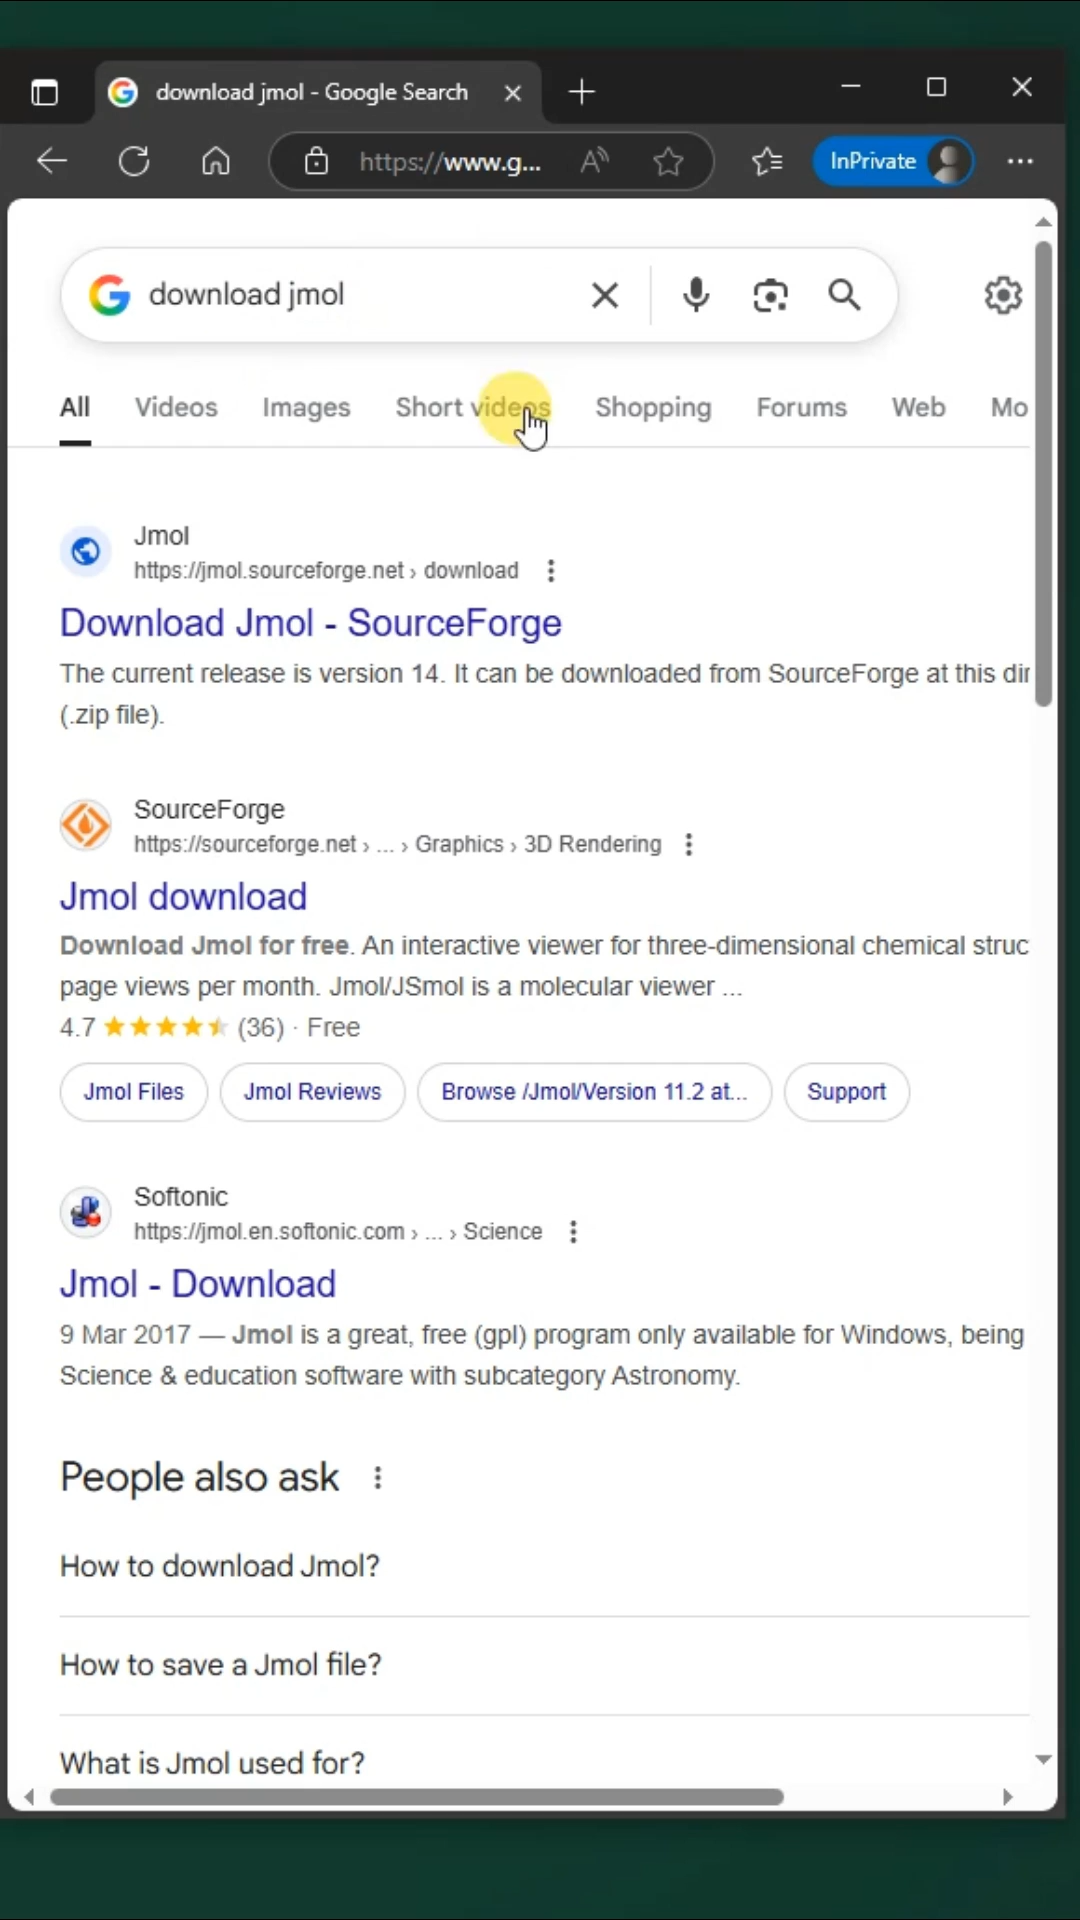 download jmol - Google Search
https://www.g...
InPrivate
download jmol
All Videos Images Short videos Shopping Forums Web Mo
Jmol
https://jmol.sourceforge.net › download
Download Jmol - SourceForge
The current release is version 14. It can be downloaded from SourceForge at this dir
(.zip file).
SourceForge
https://sourceforge.net › ... › Graphics › 3D Rendering
Jmol download
Download Jmol for free. An interactive viewer for three-dimensional chemical struc
page views per month. Jmol/JSmol is a molecular viewer ...
4.7 (36) · Free
Jmol Files Jmol Reviews Browse /Jmol/Version 11.2 at... Support
Softonic
https://jmol.en.softonic.com › ... › Science
Jmol - Download
9 Mar 2017 — Jmol is a great, free (gpl) program only available for Windows, being
Science & education software with subcategory Astronomy.
People also ask
How to download Jmol?
How to save a Jmol file?
What is Jmol used for?